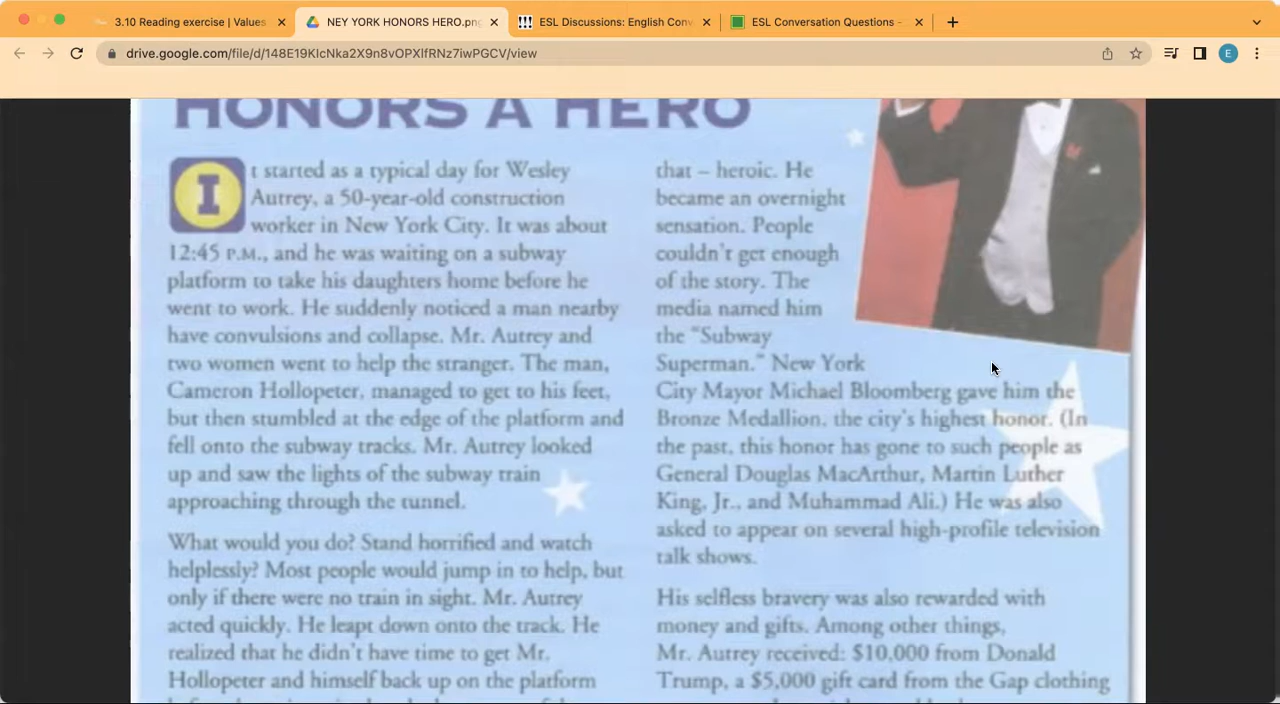 3.10 Reading exercise | Values
NEY YORK HONORS HERO.png
ESL Discussions: English Conv
ESL Conversation Questions -
drive.google.com/file/d/148E19KIcNka2X9n8vOPXIfRNz7iwPGCV/view
E
HONORS A HERO
It started as a typical day for Wesley
Autrey, a 50-year-old construction
worker in New York City. It was about
12:45 P.M., and he was waiting on a subway
platform to take his daughters home before he
went to work. He suddenly noticed a man nearby
have convulsions and collapse. Mr. Autrey and
two women went to help the stranger. The man,
Cameron Hollopeter, managed to get to his feet,
but then stumbled at the edge of the platform and
fell onto the subway tracks. Mr. Autrey looked
up and saw the lights of the subway train
approaching through the tunnel.
What would you do? Stand horrified and watch
helplessly? Most people would jump in to help, but
only if there were no train in sight. Mr. Autrey
acted quickly. He leapt down onto the track. He
realized that he didn't have time to get Mr.
Hollopeter and himself back up on the platform
that – heroic. He
became an overnight
sensation. People
couldn't get enough
of the story. The
media named him
the "Subway
Superman." New York
City Mayor Michael Bloomberg gave him the
Bronze Medallion, the city's highest honor. (In
the past, this honor has gone to such people as
General Douglas MacArthur, Martin Luther
King, Jr., and Muhammad Ali.) He was also
asked to appear on several high-profile television
talk shows.
His selfless bravery was also rewarded with
money and gifts. Among other things,
Mr. Autrey received: $10,000 from Donald
Trump, a $5,000 gift card from the Gap clothing